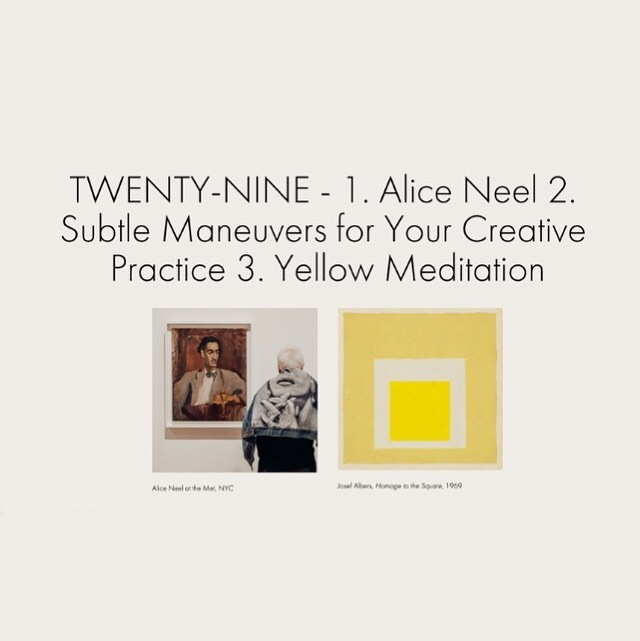 TWENTY-NINE - 1. Alice Neel 2.
Subtle Maneuvers for Your Creative
Practice 3. Yellow Meditation
Alice Neel at the Met, NYC
Josef Albers, Homage to the Square, 1969